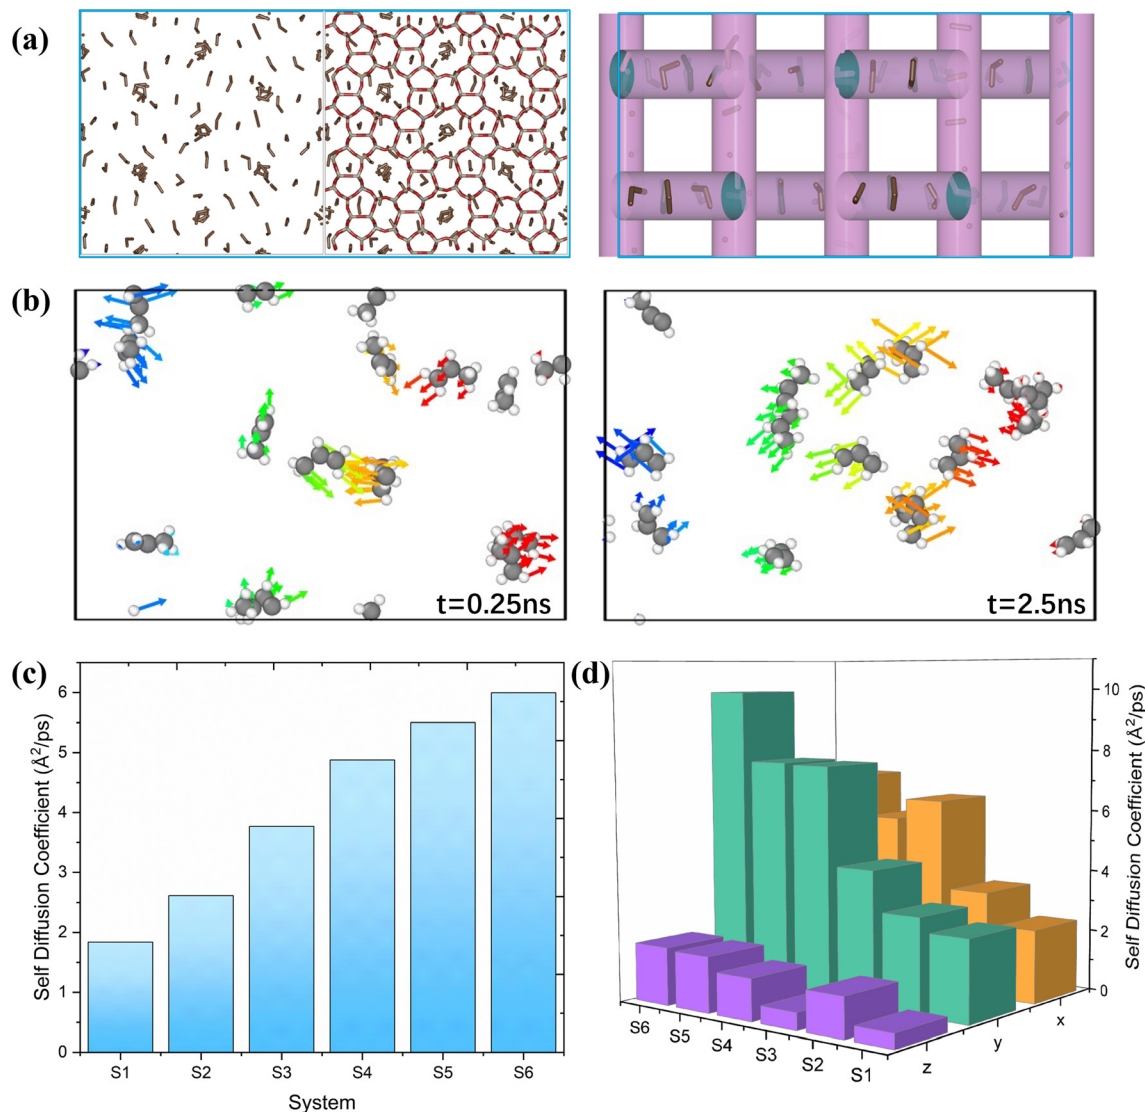 (a)
(b)
t=0.25ns
t=2.5ns
(c)
Self Diffusion Coefficient (Å²/ps)
6
5
4
3
2
1
0
S1 S2 S3 S4 S5 S6
System
(d)
Self Diffusion Coefficient (Å²/ps)
10
8
6
4
2
0
S6
S5
S4
S3
S2
S1
z
y
x